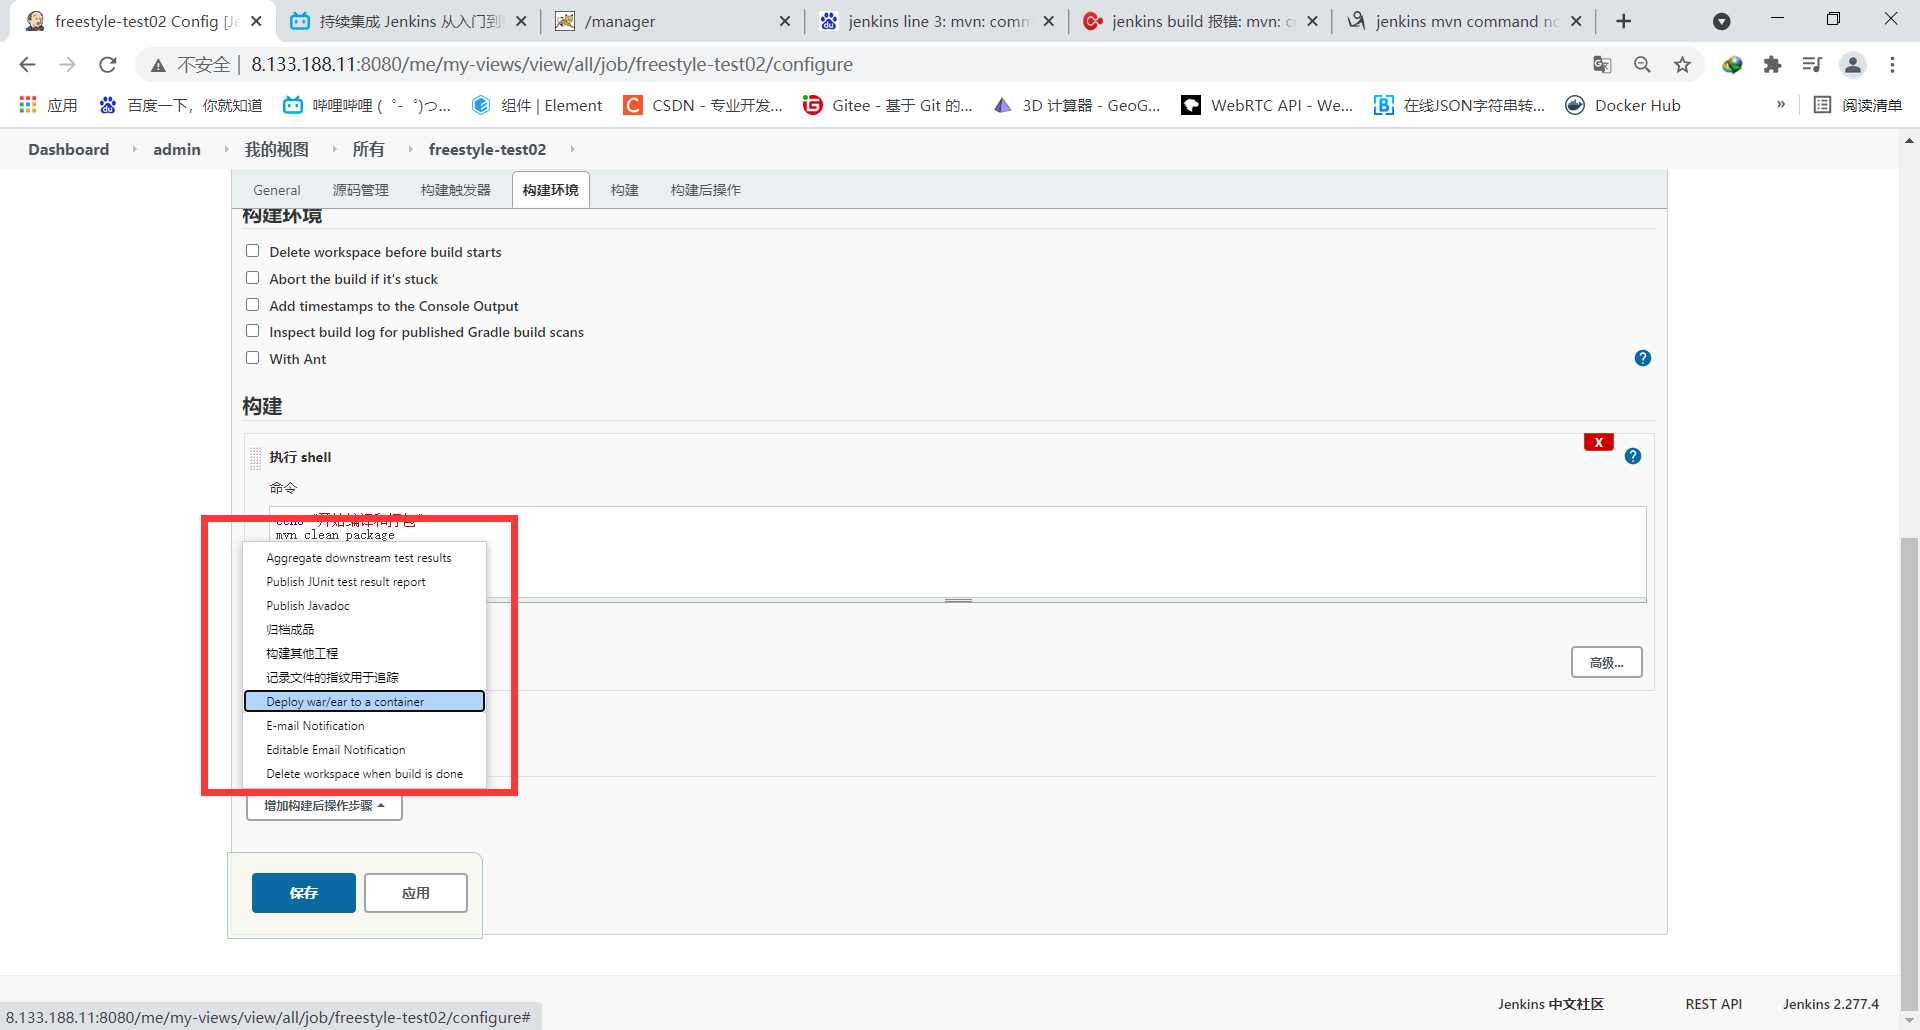 freestyle-test02 Config [Je
持续集成 Jenkins 从入门到
/manager
jenkins line 3: mvn: comm
jenkins build 报错: mvn: co
jenkins mvn command no
不安全
8.133.188.11:8080/me/my-views/view/all/job/freestyle-test02/configure
应用
百度一下，你就知道
哔哩哔哩 (゜-゜)つ...
组件 | Element
CSDN - 专业开发...
Gitee - 基于 Git 的...
3D 计算器 - GeoG...
WebRTC API - We...
在线JSON字符串转...
Docker Hub
»
阅读清单
Dashboard
admin
我的视图
所有
freestyle-test02
General
源码管理
构建触发器
构建环境
构建
构建后操作
构建环境
Delete workspace before build starts
Abort the build if it's stuck
Add timestamps to the Console Output
Inspect build log for published Gradle build scans
With Ant
?
构建
X
执行 shell
?
命令
echo "开始编译和打包"
mvn clean package
Aggregate downstream test results
Publish JUnit test result report
Publish Javadoc
归档成品
构建其他工程
记录文件的指纹用于追踪
Deploy war/ear to a container
E-mail Notification
Editable Email Notification
Delete workspace when build is done
高级...
增加构建后操作步骤
保存
应用
Jenkins 中文社区
REST API
Jenkins 2.277.4
8.133.188.11:8080/me/my-views/view/all/job/freestyle-test02/configure#